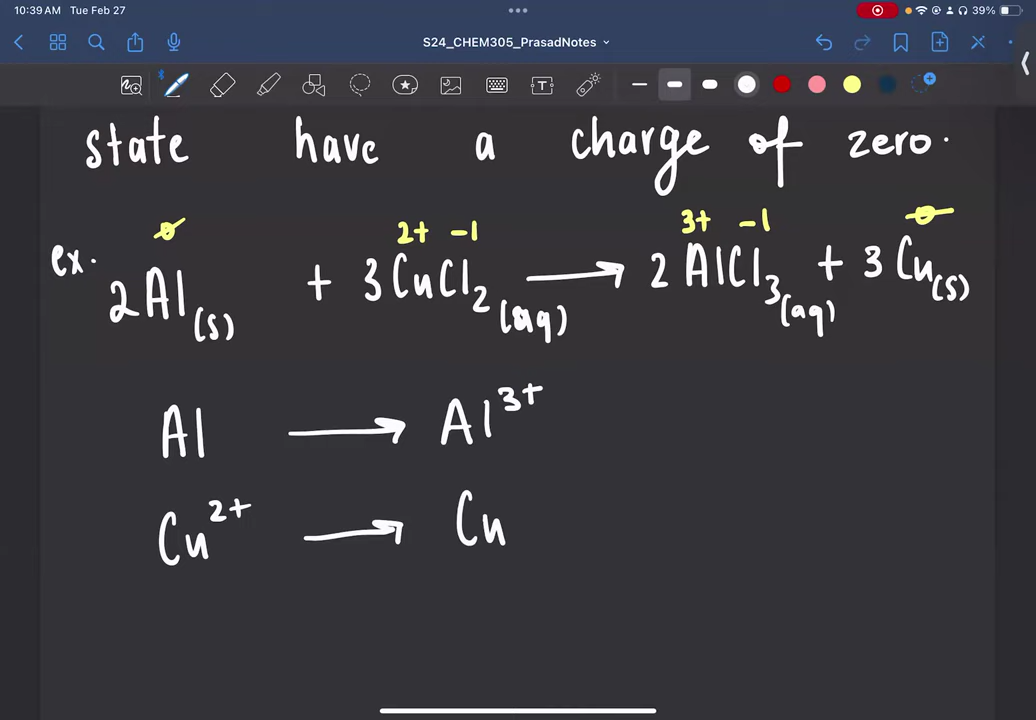 10:39 AM Tue Feb 27 39%
S24_CHEM305_PrasadNotes
state have a charge of zero.
0 2+ -1 3+ -1 0
ex. 2Al(s) + 3CuCl₂(aq) ⟶ 2AlCl₃(aq) + 3Cu(s)
Al ⟶ Al³⁺
Cu²⁺ ⟶ Cu